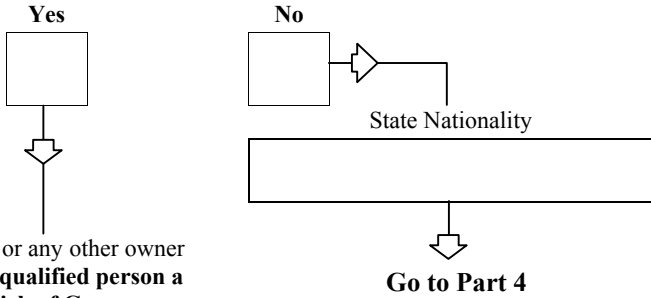 Yes
No
State Nationality
or any other owner
qualified person a
Go to Part 4